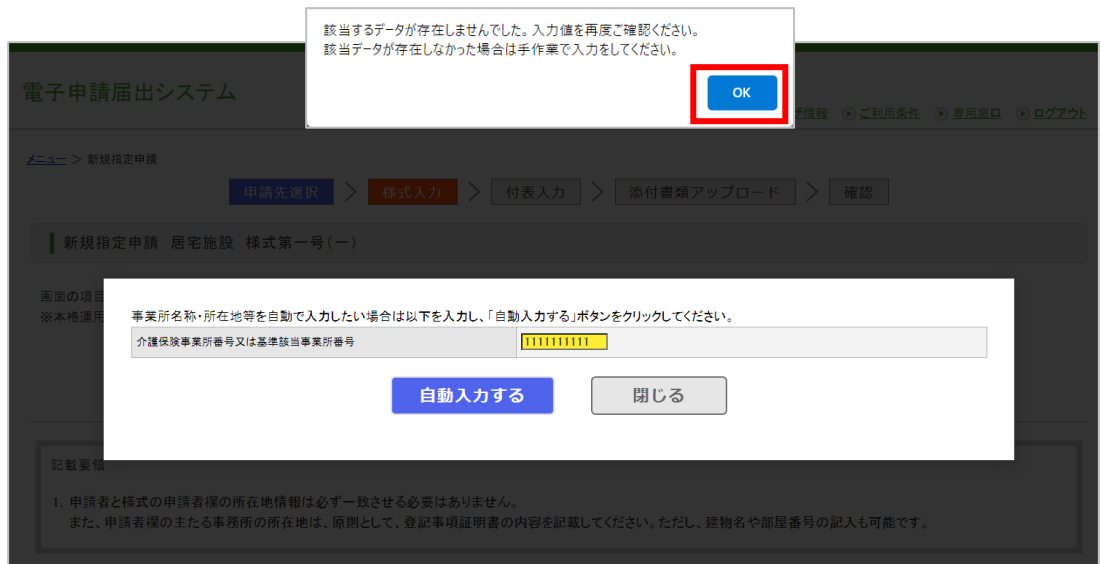 該当するデータが存在しませんでした。入力値を再度ご確認ください。
該当データが存在しなかった場合は手作業で入力をしてください。
OK
電子申請届出システム
情報 ご利用条件 専用窓口 ログアウト
メニュー > 新規指定申請
申請先選択 > 様式入力 > 付表入力 > 添付書類アップロード > 確認
新規指定申請 居宅施設 様式第一号(一)
画面の項目
※本格運用
事業所名称・所在地等を自動で入力したい場合は以下を入力し、「自動入力する」ボタンをクリックしてください。
介護保険事業所番号又は基準該当事業所番号 1111111111
自動入力する 閉じる
記載要領
1. 申請者と様式の申請者欄の所在地情報は必ず一致させる必要はありません。
また、申請者欄の主たる事務所の所在地は、原則として、登記事項証明書の内容を記載してください。ただし、建物名や部屋番号の記入も可能です。